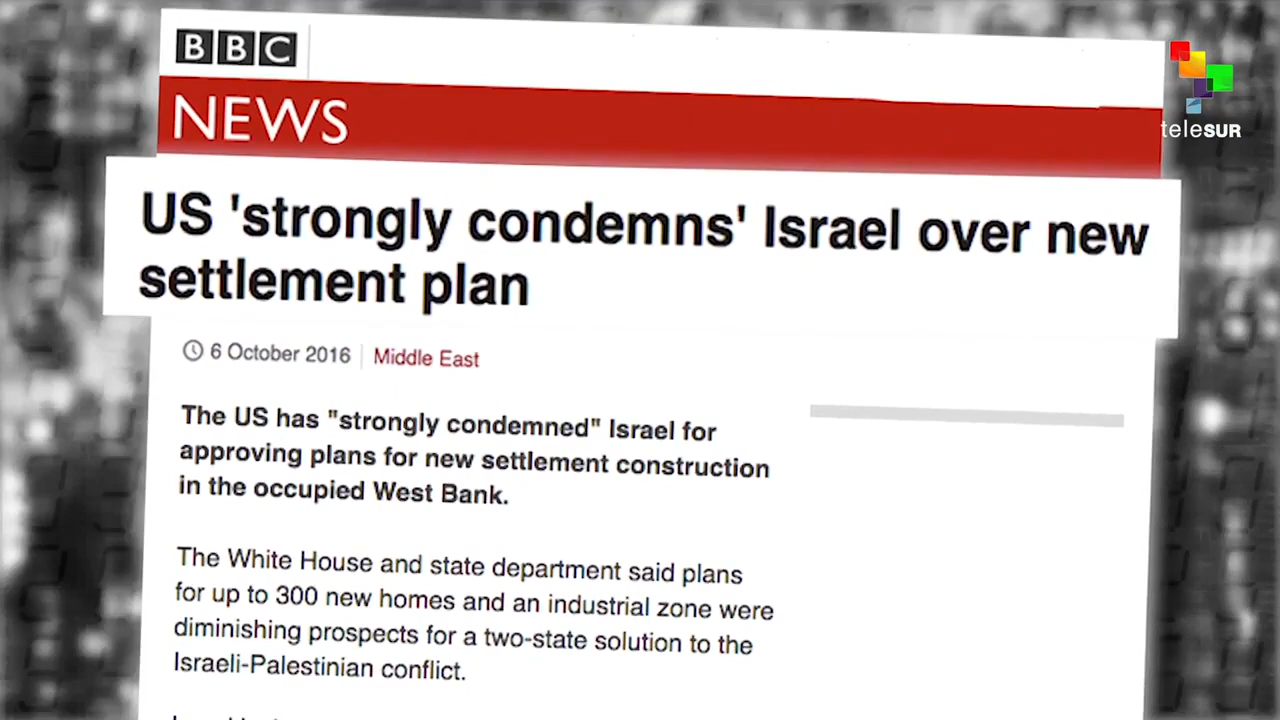 BBC
NEWS
teleSUR
US 'strongly condemns' Israel over new
settlement plan
6 October 2016
Middle East
The US has "strongly condemned" Israel for
approving plans for new settlement construction
in the occupied West Bank.
The White House and state department said plans
for up to 300 new homes and an industrial zone were
diminishing prospects for a two-state solution to the
Israeli-Palestinian conflict.